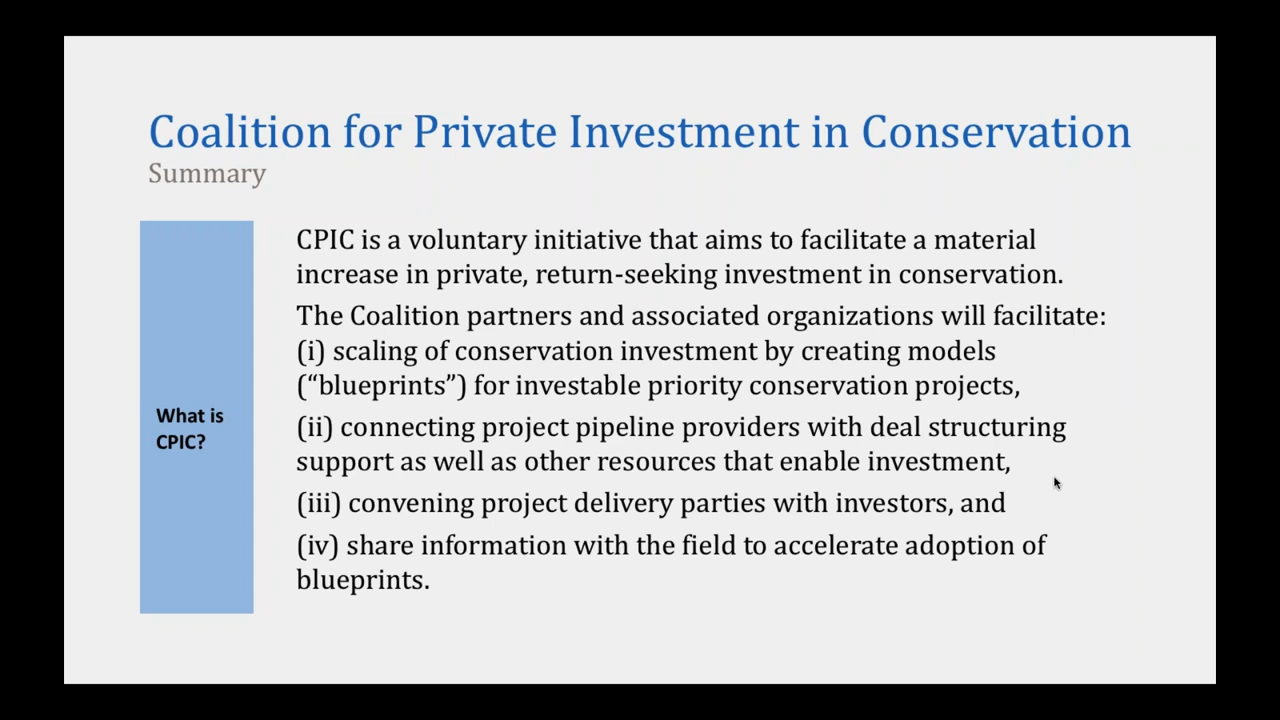 Coalition for Private Investment in Conservation
Summary
What is
CPIC?
CPIC is a voluntary initiative that aims to facilitate a material
increase in private, return-seeking investment in conservation.
The Coalition partners and associated organizations will facilitate:
(i) scaling of conservation investment by creating models
(“blueprints”) for investable priority conservation projects,
(ii) connecting project pipeline providers with deal structuring
support as well as other resources that enable investment,
(iii) convening project delivery parties with investors, and
(iv) share information with the field to accelerate adoption of
blueprints.